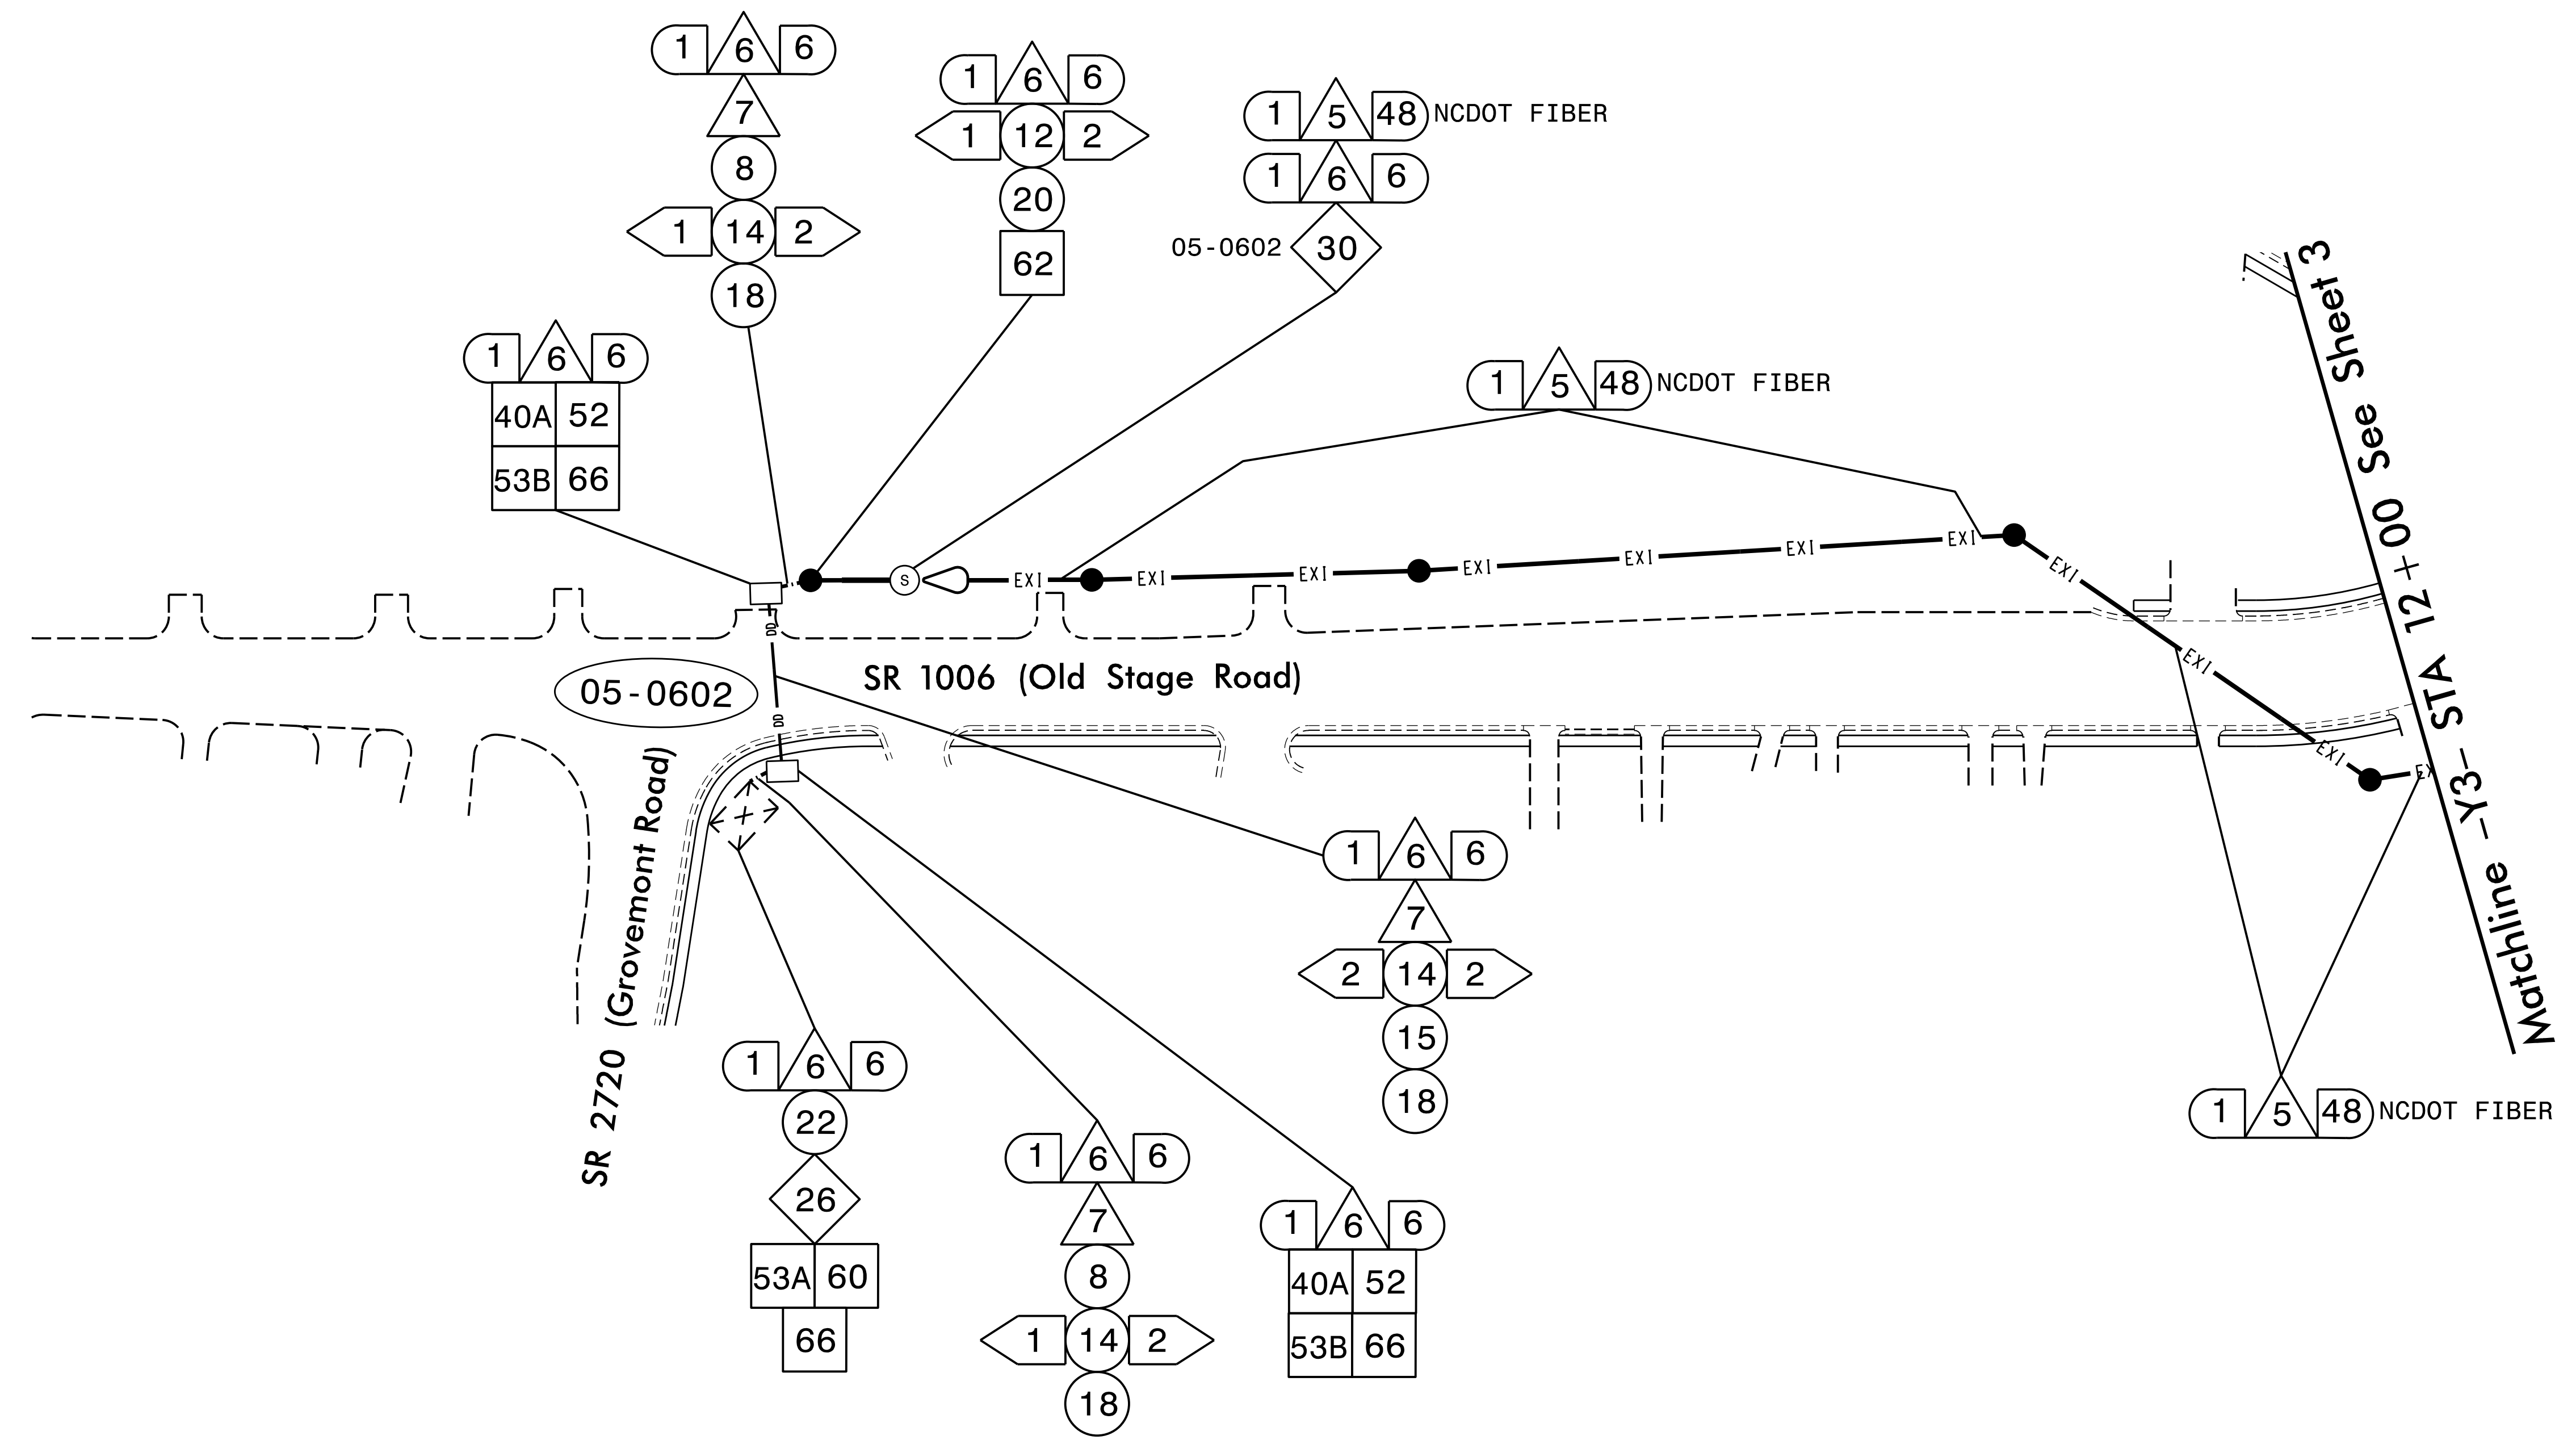 1 6 6
7
8
1 14 2
18
1 6 6
1 12 2
20
62
1 5 48 NCDOT FIBER
1 6 6
05-0602 30
1 6 6
40A 52
53B 66
1 5 48 NCDOT FIBER
S EXI EXI EXI EXI EXI EXI EXI EXI EXI EXI EX
DD
DD
05-0602
SR 1006 (Old Stage Road)
SR 2720 (Grovemont Road)
Matchline -Y3- STA 12+00 See Sheet 3
1 6 6
7
2 14 2
15
18
1 6 6
22
26
53A 60
66
1 6 6
7
8
1 14 2
18
1 6 6
40A 52
53B 66
1 5 48 NCDOT FIBER